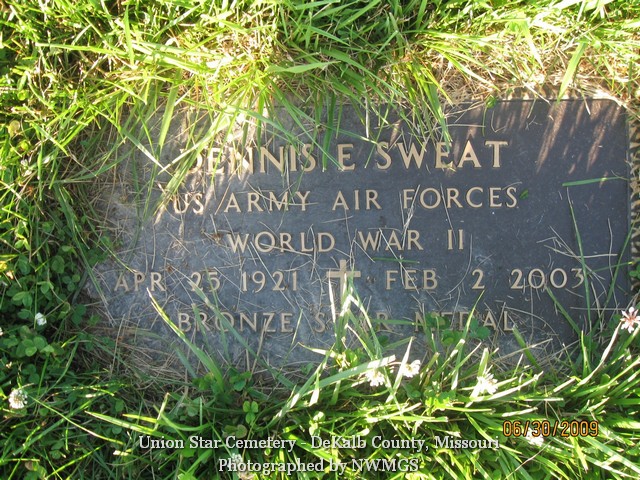 DENNIS E SWEAT
US ARMY AIR FORCES
WORLD WAR II
APR 25 1921 FEB 2 2003
BRONZE STAR MEDAL
Union Star Cemefery - DeKalb County, Missouri
06/30/2009
Photographed by NWMGS